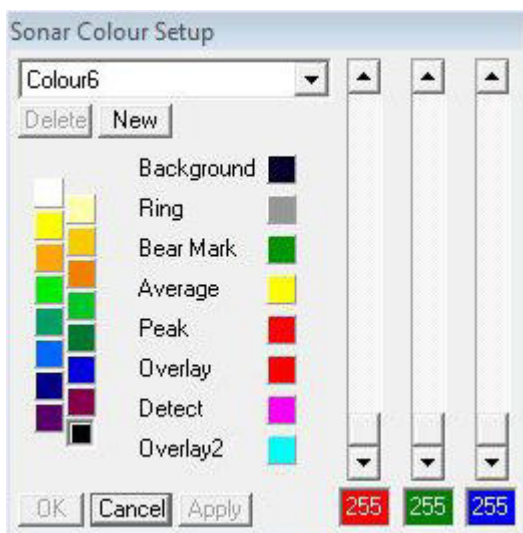 Sonar Colour Setup
Colour6
Delete New
Background
Ring
Bear Mark
Average
Peak
Overlay
Detect
Overlay2
OK Cancel Apply
255 255 255